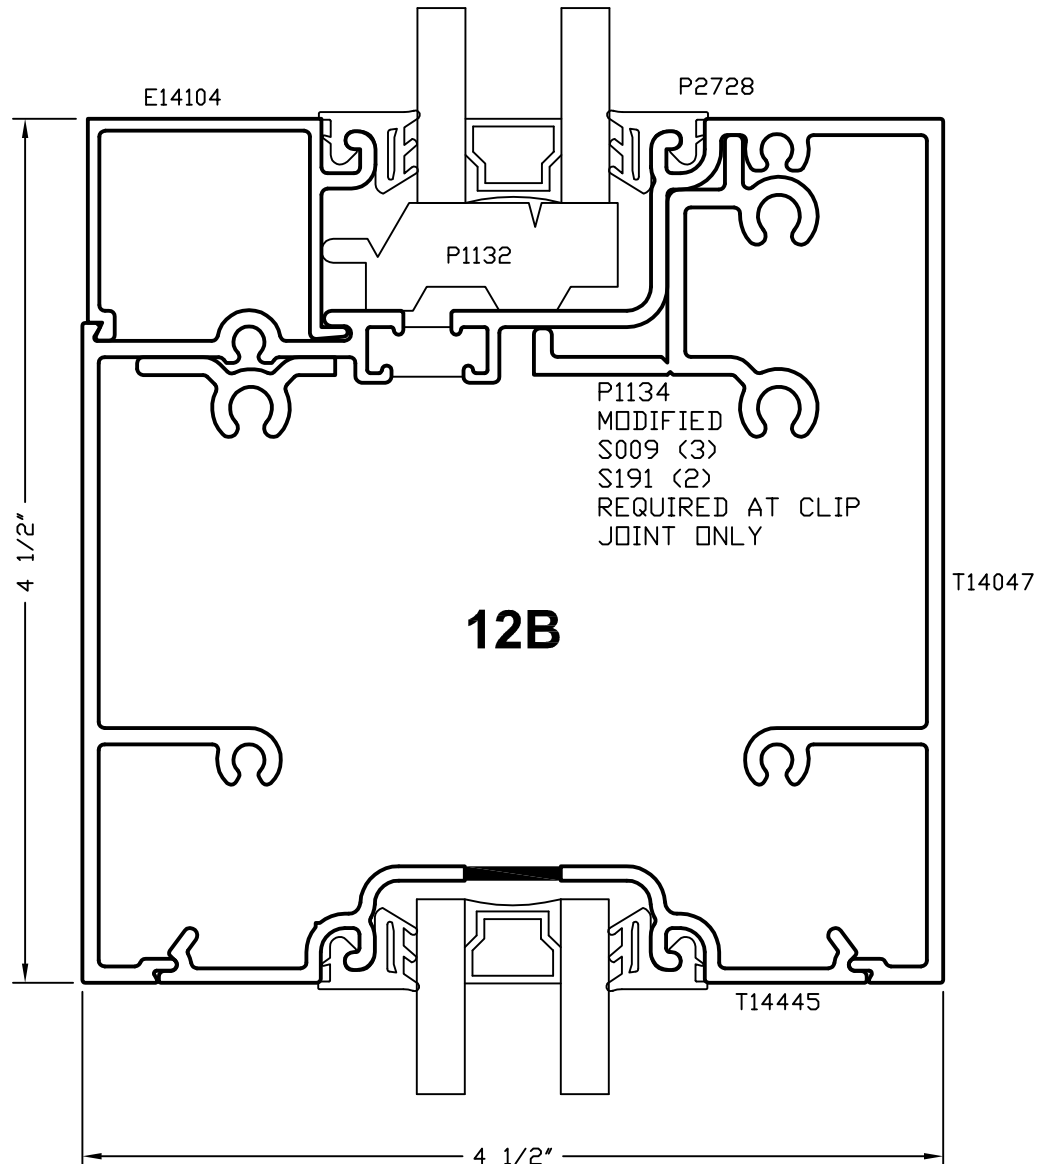 P2728
E14104
P1132
P1134
MODIFIED
S009 (3)
S191 (2)
REQUIRED AT CLIP
JOINT ONLY
4 1/2"
T14047
12B
T14445
4 1/2"